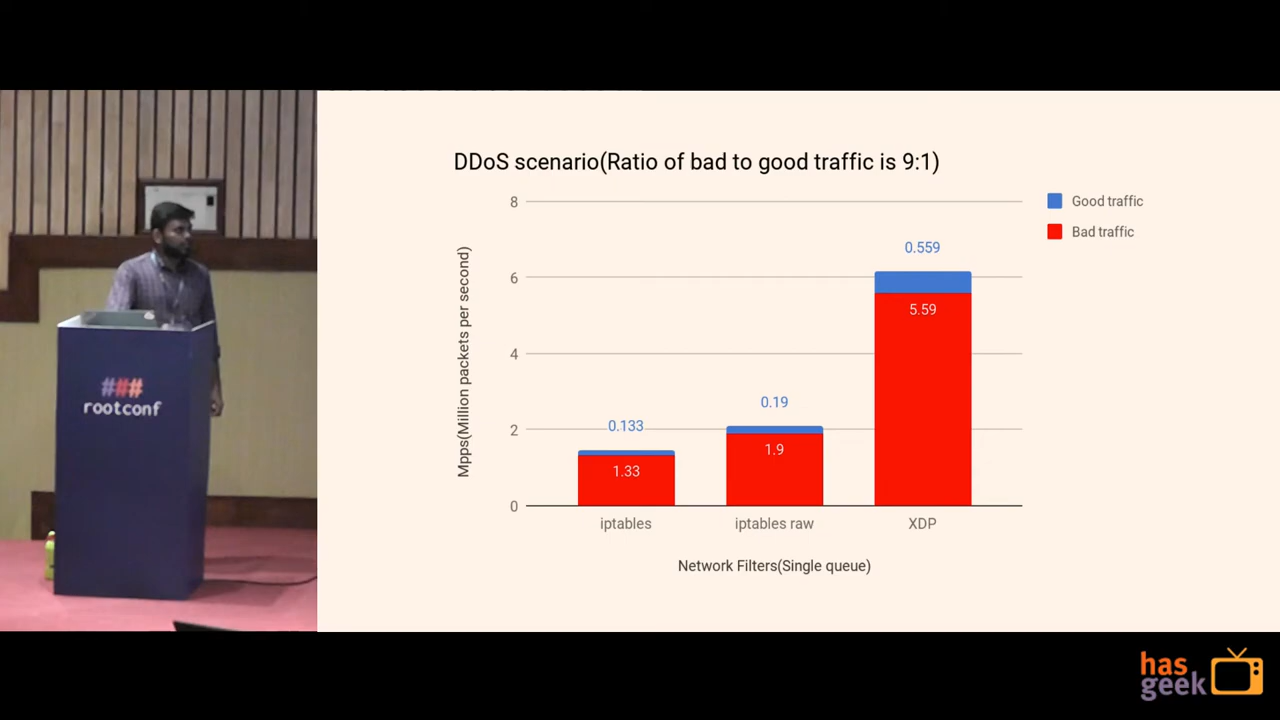 DDoS scenario(Ratio of bad to good traffic is 9:1)
8
6
4
2
0
Mpps(Million packets per second)
0.133
1.33
0.19
1.9
0.559
5.59
iptables
iptables raw
XDP
Network Filters(Single queue)
Good traffic
Bad traffic
###
rootconf
has
geek